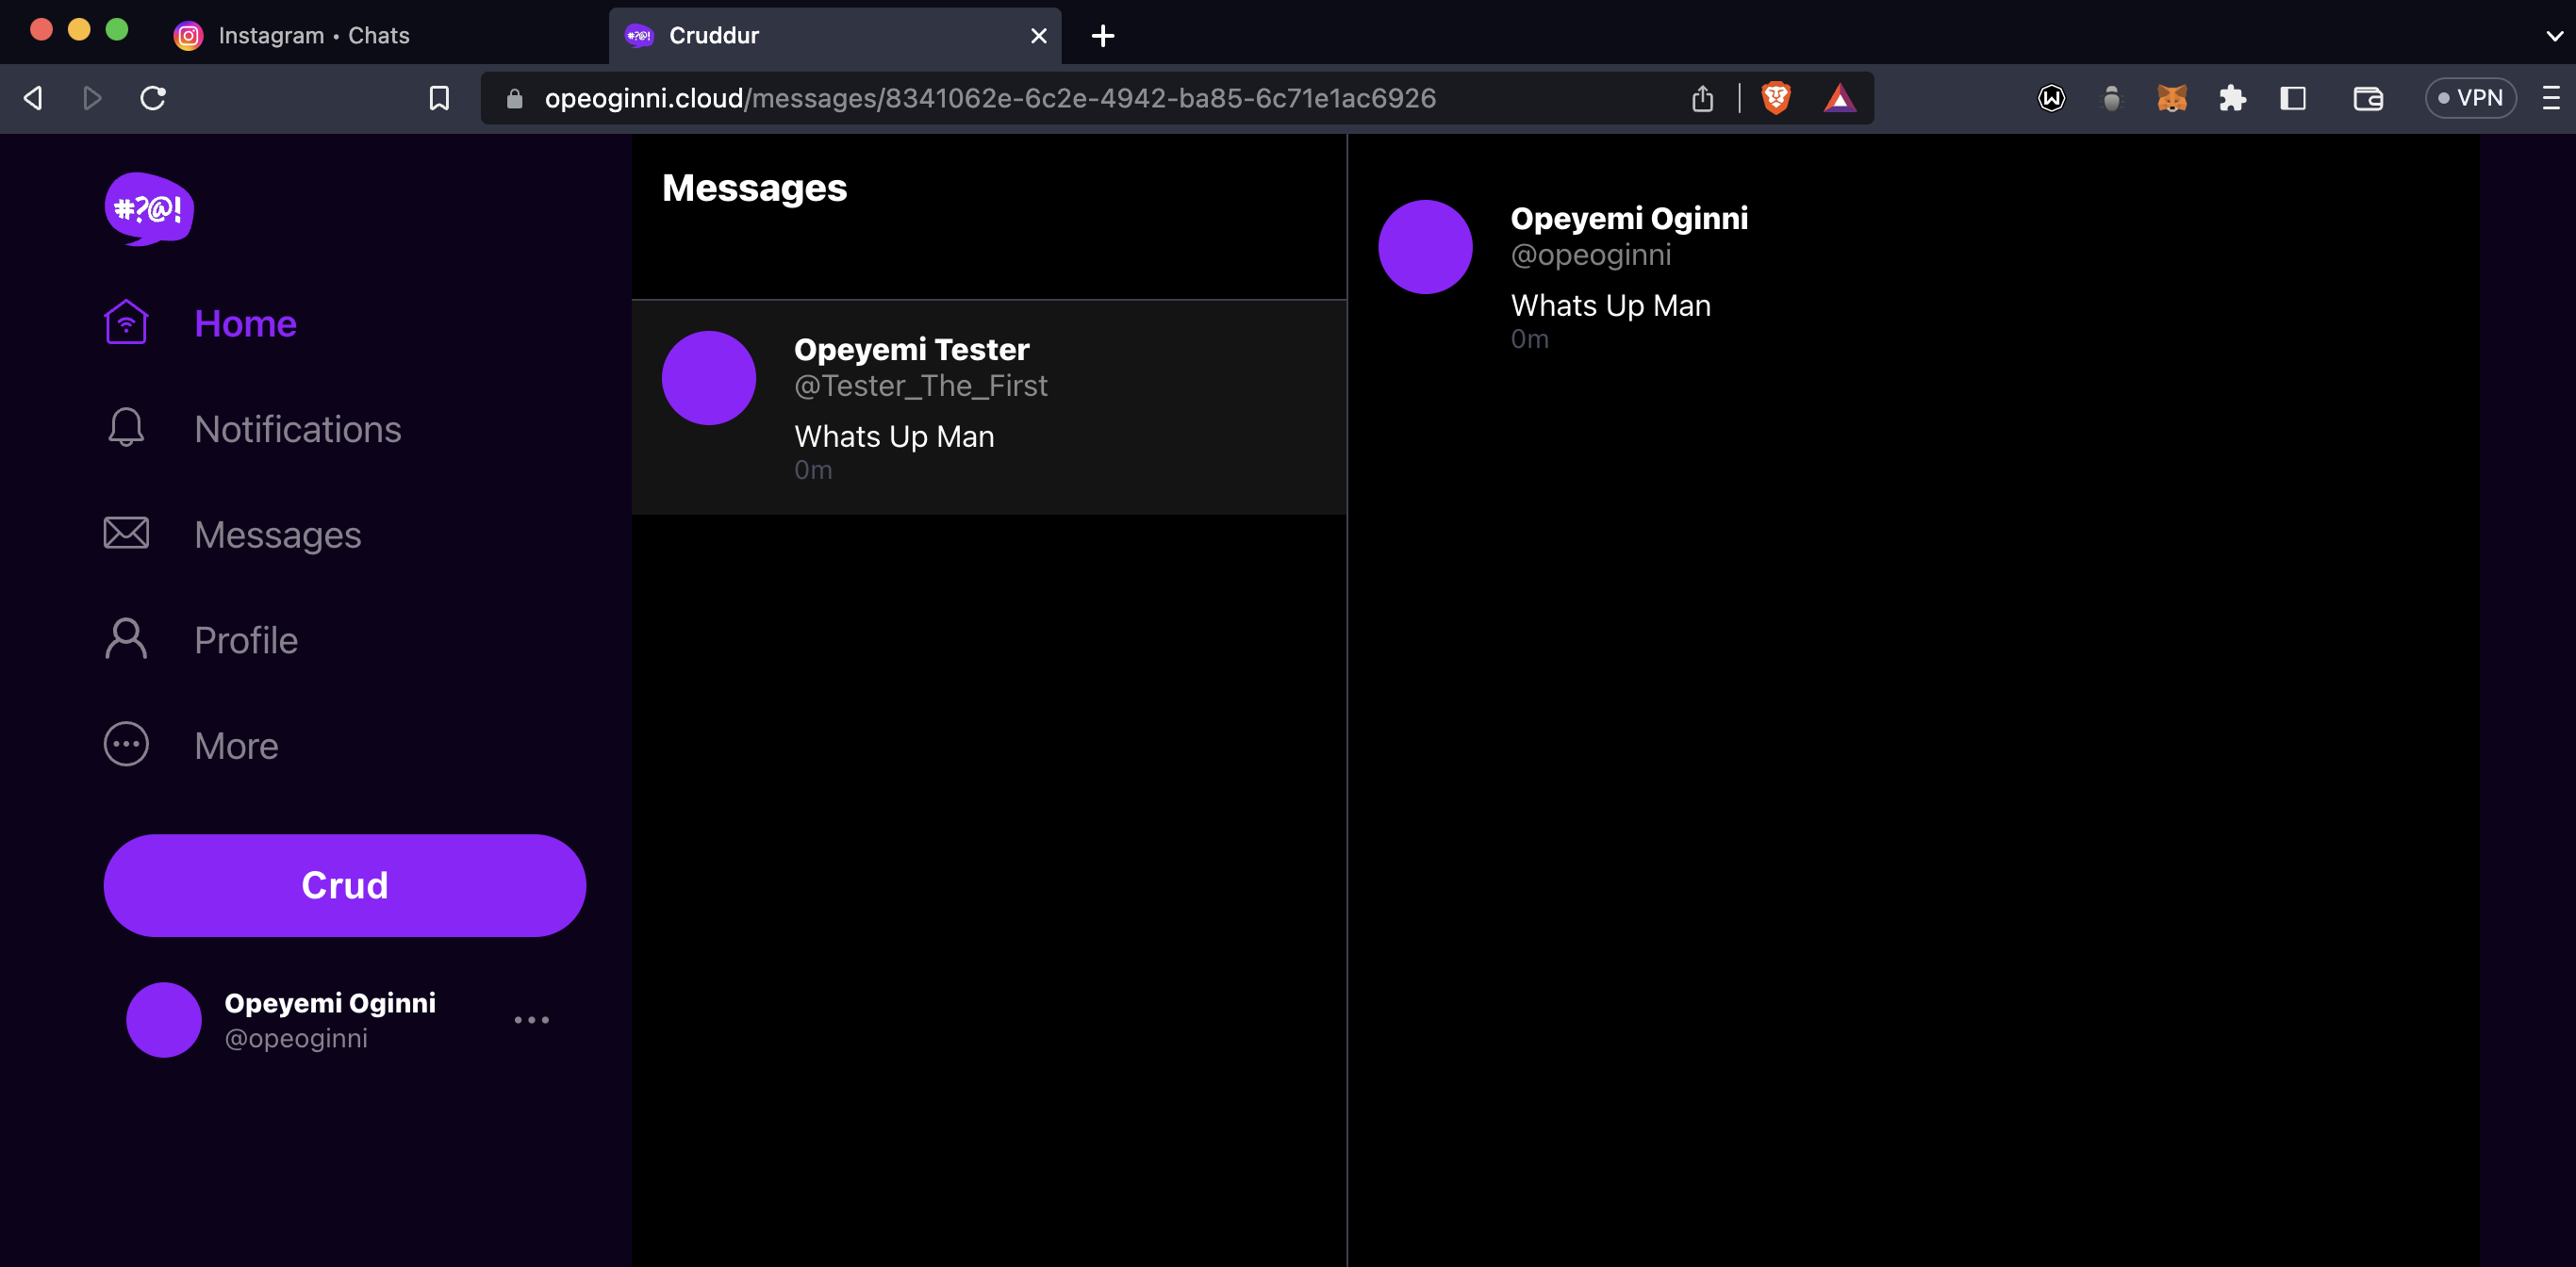 Instagram • Chats
Cruddur
opeoginni.cloud/messages/8341062e-6c2e-4942-ba85-6c71e1ac6926
VPN
#?@!
Home
Notifications
Messages
Profile
More
Crud
Opeyemi Oginni
@opeoginni
Messages
Opeyemi Tester
@Tester_The_First
Whats Up Man
0m
Opeyemi Oginni
@opeoginni
Whats Up Man
0m